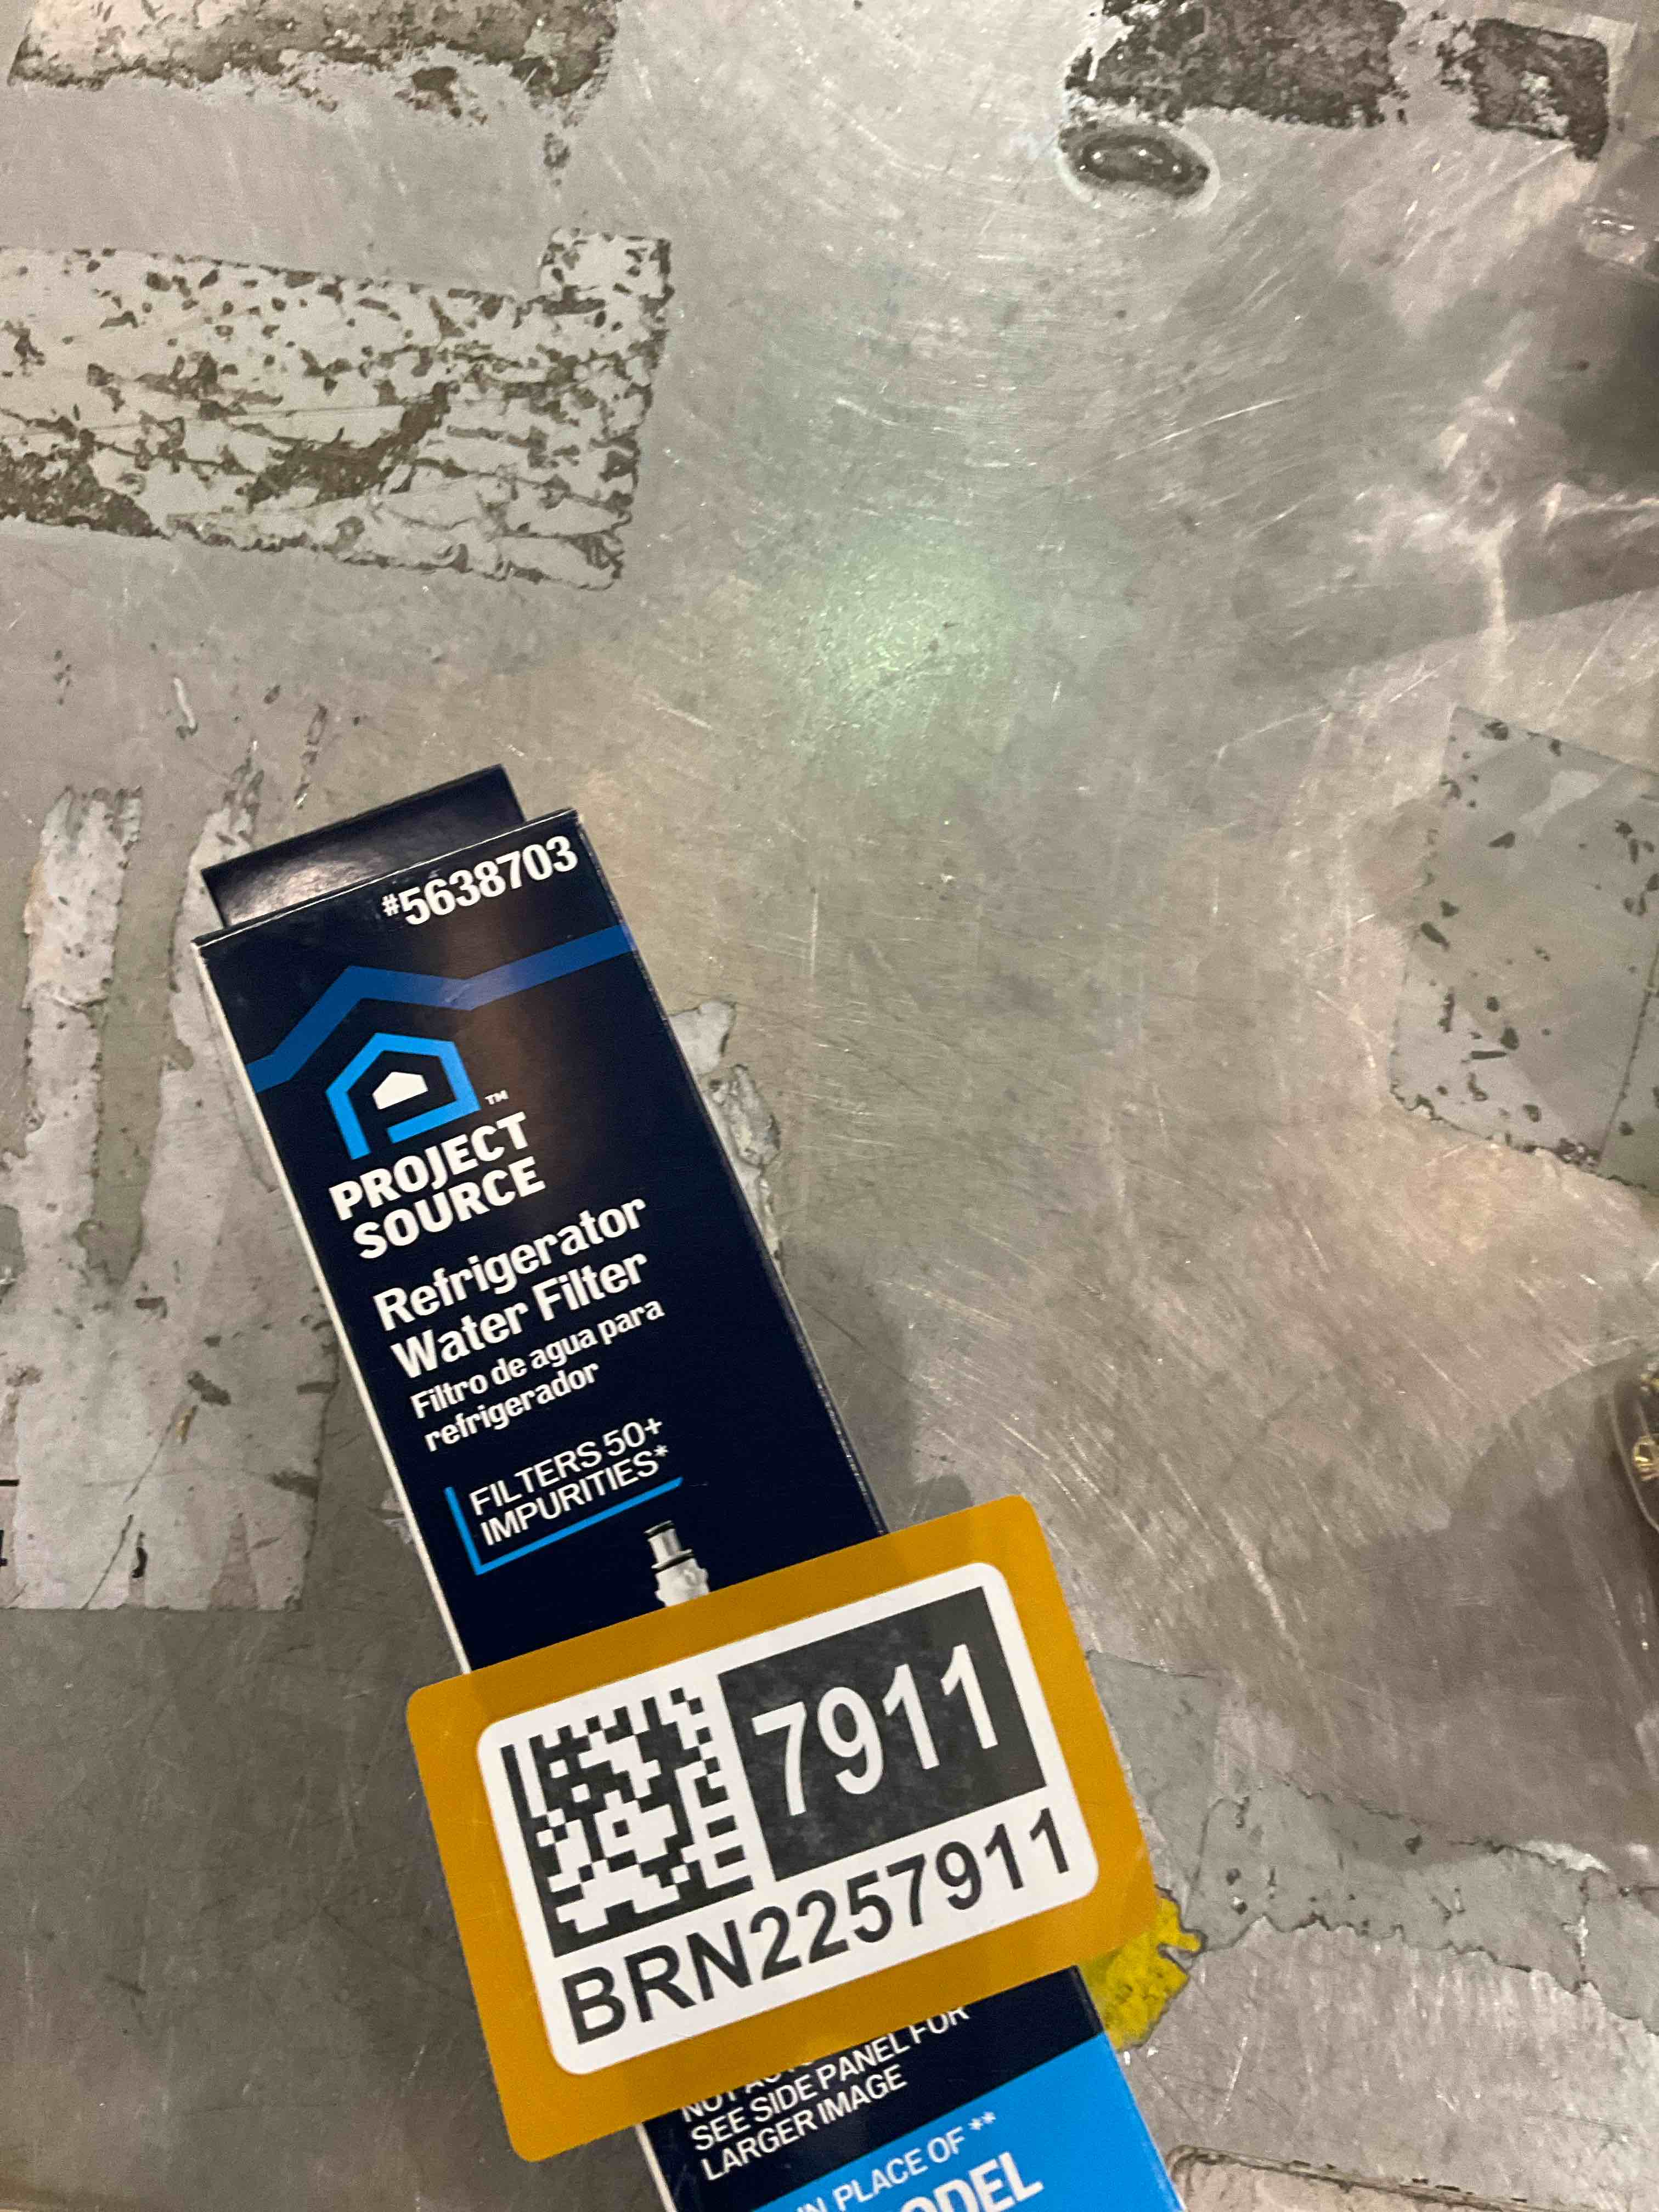 #5638703
TM
PROJECT
SOURCE
Refrigerator
Water Filter
Filtro de agua para
refrigerador
FILTERS 50+
IMPURITIES*
7911
BRN2257911
SEE SIDE PANEL FOR
LARGER IMAGE
IN PLACE OF **